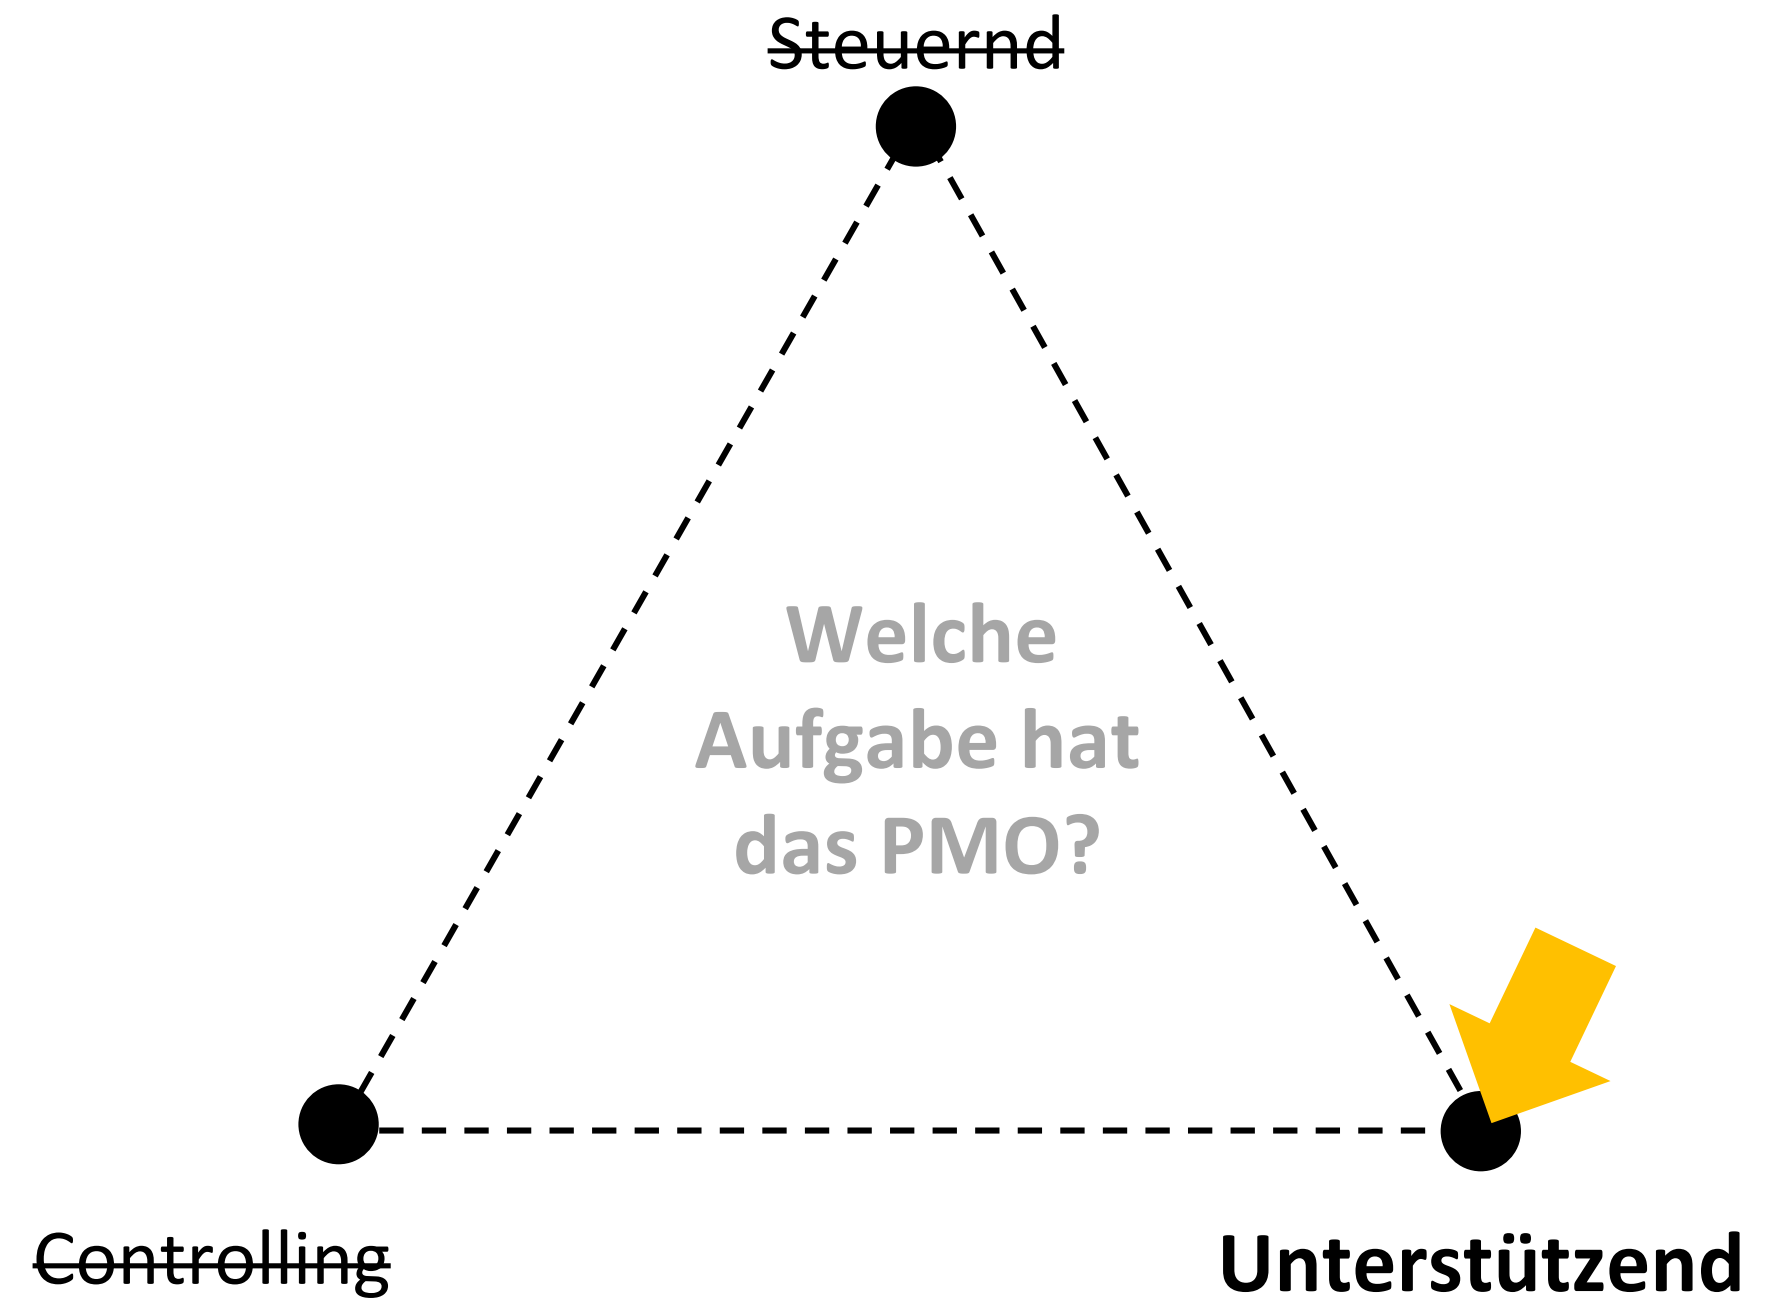 Steuernd
Welche
Aufgabe hat
das PMO?
Controlling
Unterstützend